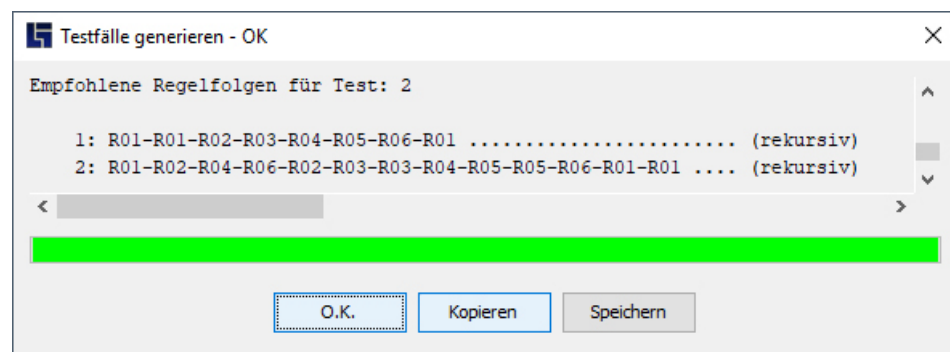 Testfälle generieren - OK
Empfohlene Regelfolgen für Test: 2
1: R01-R01-R02-R03-R04-R05-R06-R01 ........................ (rekursiv)
2: R01-R02-R04-R06-R02-R03-R03-R04-R05-R05-R06-R01-R01 .... (rekursiv)
O.K. Kopieren Speichern